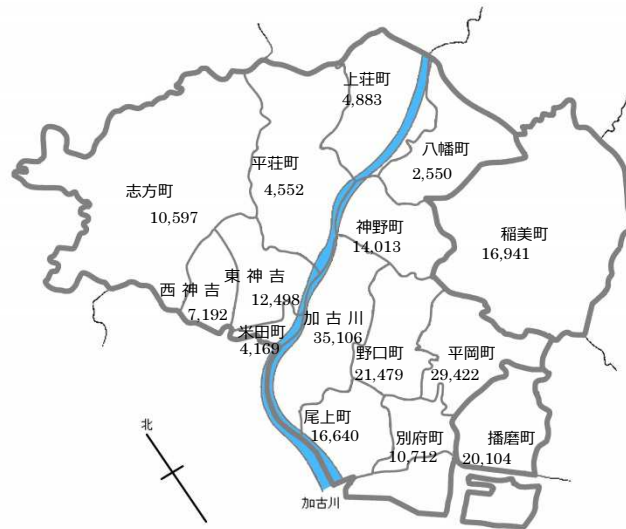 上荘町
4,883
八幡町
2,550
平荘町
4,552
志方町
10,597
神野町
14,013
稲美町
16,941
東神吉
12,498
西神吉
7,192
米田町
4,169
加古川
35,106
野口町
21,479
平岡町
29,422
尾上町
16,640
別府町
10,712
播磨町
20,104
北
加古川